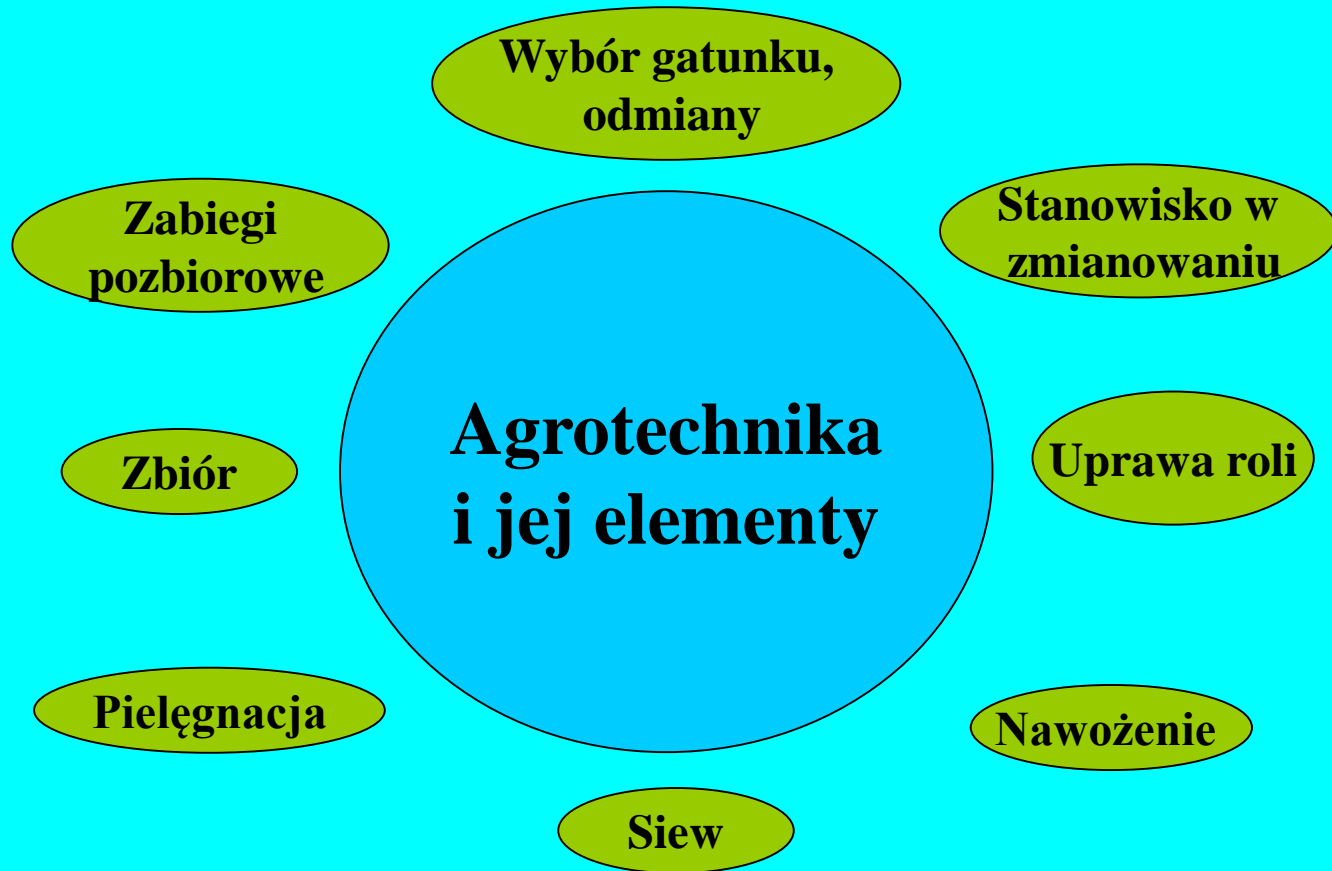 Wybór gatunku,
odmiany
Stanowisko w
zmianowaniu
Zabiegi
pozbiorowe
Agrotechnika
i jej elementy
Uprawa roli
Zbiór
Pielęgnacja
Nawożenie
Siew